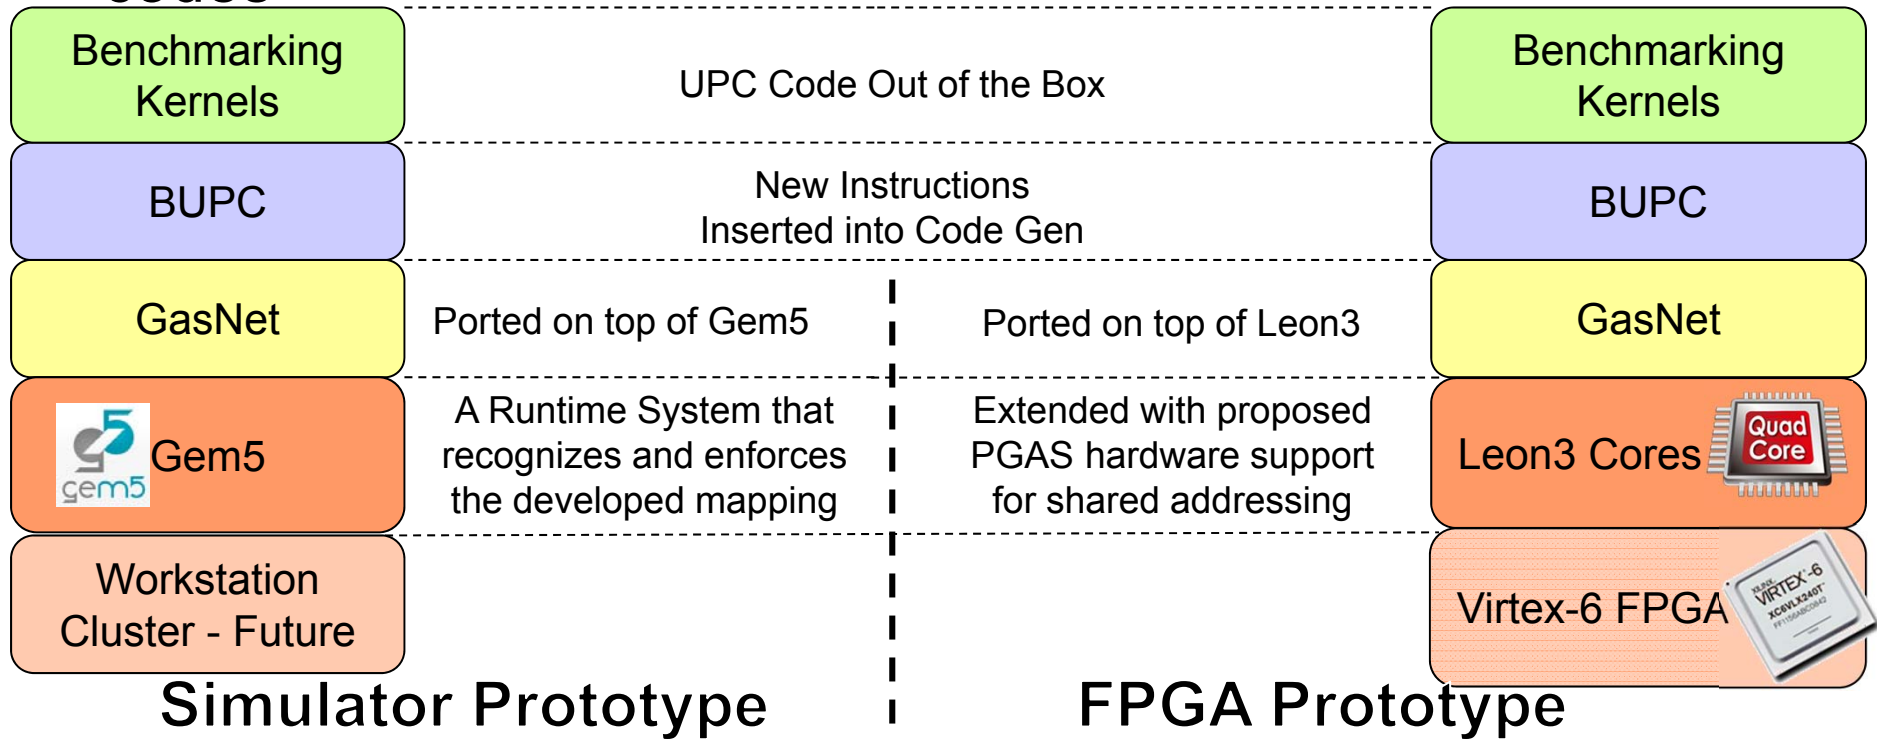 Benchmarking
Kernels
UPC Code Out of the Box
Benchmarking
Kernels
BUPC
New Instructions
Inserted into Code Gen
BUPC
GasNet
Ported on top of Gem5
Ported on top of Leon3
GasNet
gem5
Gem5
A Runtime System that
recognizes and enforces
the developed mapping
Extended with proposed
PGAS hardware support
for shared addressing
Leon3 Cores
Quad
Core
Workstation
Cluster - Future
Virtex-6 FPGA
XILINX
VIRTEX-6
XC6VLX240T
Simulator Prototype
FPGA Prototype